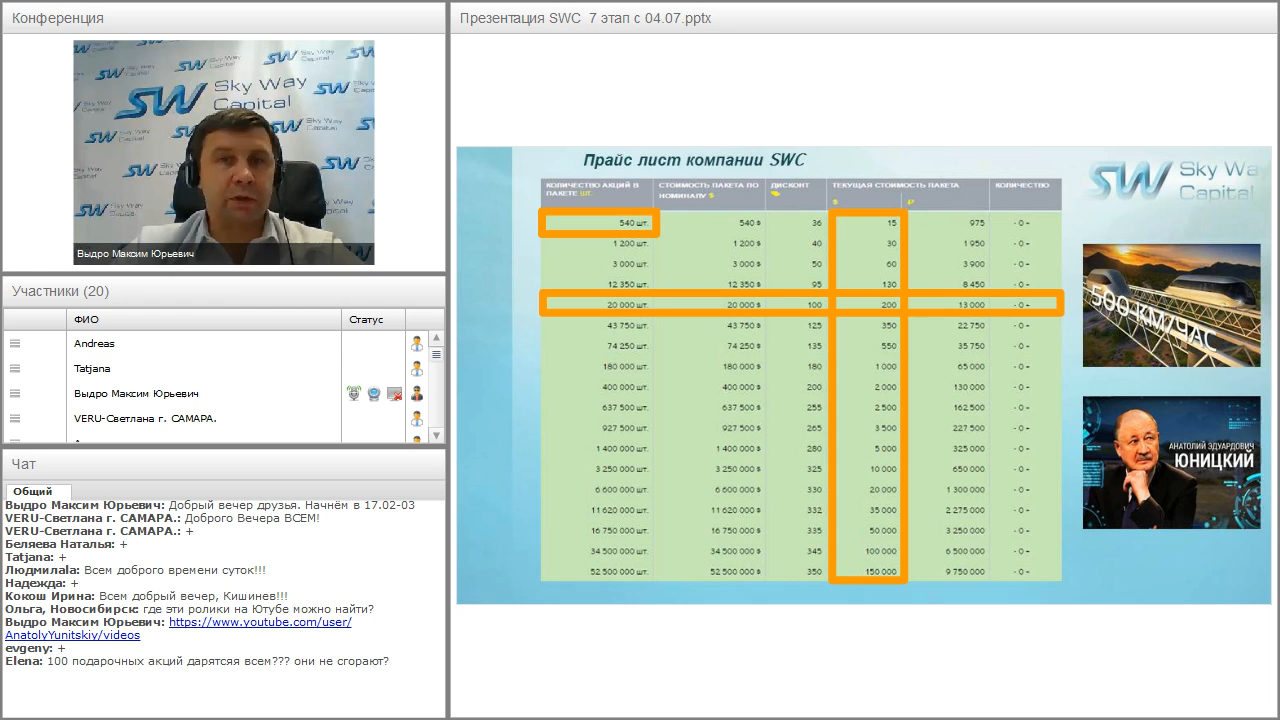 Конференция
SW Sky Way
Capital
Выдро Максим Юрьевич
Участники (20)
ФИО Статус
Andreas
Tatjana
Выдро Максим Юрьевич
VERU-Светлана г. САМАРА.
Чат
Общий
Выдро Максим Юрьевич: Добрый вечер друзья. Начнём в 17.02-03
VERU-Светлана г. САМАРА.: Доброго Вечера ВСЕМ!
VERU-Светлана г. САМАРА.: +
Беляева Наталья: +
Tatjana: +
Людмилаlа: Всем доброго времени суток!!!
Надежда: +
Кокош Ирина: Всем добрый вечер, Кишинев!!!
Ольга, Новосибирск: где эти ролики на Ютубе можно найти?
Выдро Максим Юрьевич: https://www.youtube.com/user/
AnatolyYunitskiy/videos
evgeny: +
Elena: 100 подарочных акций дарятсяя всем??? они не сгорают?
Презентация SWC 7 этап с 04.07.pptx
Прайс лист компании SWC
КОЛИЧЕСТВО АКЦИЙ В ПАКЕТЕ ШТ. СТОИМОСТЬ ПАКЕТА ПО НОМИНАЛУ $ ДИСКОНТ % ТЕКУЩАЯ СТОИМОСТЬ ПАКЕТА КОЛИЧЕСТВО
$ ₽
540 шт. 540 $ 36 15 975 - 0 +
1 200 шт. 1 200 $ 40 30 1 950 - 0 +
3 000 шт. 3 000 $ 50 60 3 900 - 0 +
12 350 шт. 12 350 $ 95 130 8 450 - 0 +
20 000 шт. 20 000 $ 100 200 13 000 - 0 +
43 750 шт. 43 750 $ 125 350 22 750 - 0 +
74 250 шт. 74 250 $ 135 550 35 750 - 0 +
180 000 шт. 180 000 $ 180 1 000 65 000 - 0 +
400 000 шт. 400 000 $ 200 2 000 130 000 - 0 +
637 500 шт. 637 500 $ 255 2 500 162 500 - 0 +
927 500 шт. 927 500 $ 265 3 500 227 500 - 0 +
1 400 000 шт. 1 400 000 $ 280 5 000 325 000 - 0 +
3 250 000 шт. 3 250 000 $ 325 10 000 650 000 - 0 +
6 600 000 шт. 6 600 000 $ 330 20 000 1 300 000 - 0 +
11 620 000 шт. 11 620 000 $ 332 35 000 2 275 000 - 0 +
16 750 000 шт. 16 750 000 $ 335 50 000 3 250 000 - 0 +
34 500 000 шт. 34 500 000 $ 345 100 000 6 500 000 - 0 +
52 500 000 шт. 52 500 000 $ 350 150 000 9 750 000 - 0 +
SW Sky Wa
Capital
500 КМ/ЧАС
АНАТОЛИЙ ЭДУАРДОВИЧ
ЮНИЦКИЙ